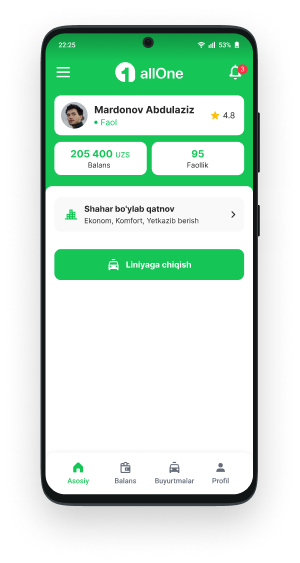 22:25
53%
allOne
3
Mardonov Abdulaziz
Faol
4.8
205 400 UZS
Balans
95
Faollik
Shahar bo'ylab qatnov
Ekonom, Komfort, Yetkazib berish
Liniyaga chiqish
Asosiy
Balans
Buyurtmalar
Profil